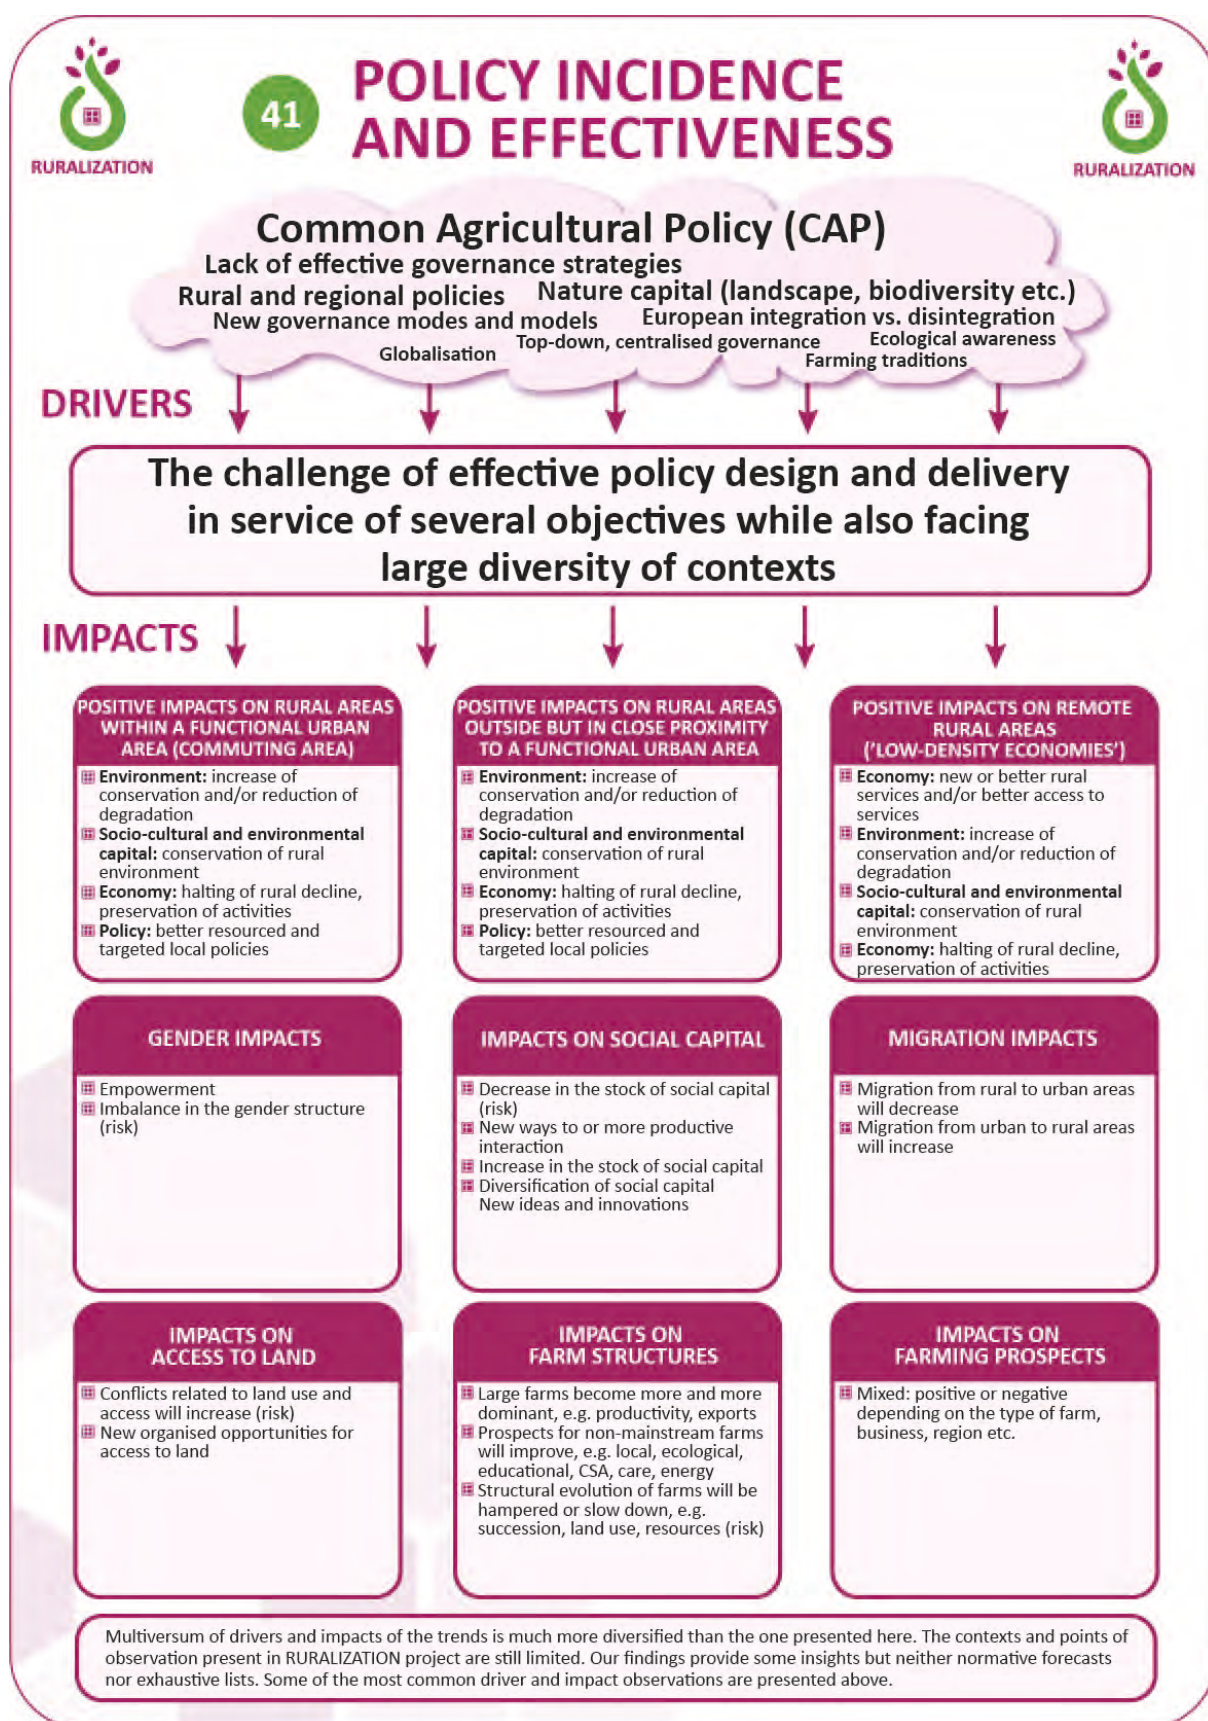 41
POLICY INCIDENCE
AND EFFECTIVENESS
RURALIZATION
RURALIZATION
Common Agricultural Policy (CAP)
Lack of effective governance strategies
Rural and regional policies
Nature capital (landscape, biodiversity etc.)
New governance modes and models
European integration vs. disintegration
Top-down, centralised governance
Ecological awareness
Globalisation
Farming traditions
DRIVERS
The challenge of effective policy design and delivery
in service of several objectives while also facing
large diversity of contexts
IMPACTS
POSITIVE IMPACTS ON RURAL AREAS
WITHIN A FUNCTIONAL URBAN
AREA (COMMUTING AREA)
Environment: increase of
conservation and/or reduction of
degradation
Socio-cultural and environmental
capital: conservation of rural
environment
Economy: halting of rural decline,
preservation of activities
Policy: better resourced and
targeted local policies
POSITIVE IMPACTS ON RURAL AREAS
OUTSIDE BUT IN CLOSE PROXIMITY
TO A FUNCTIONAL URBAN AREA
Environment: increase of
conservation and/or reduction of
degradation
Socio-cultural and environmental
capital: conservation of rural
environment
Economy: halting of rural decline,
preservation of activities
Policy: better resourced and
targeted local policies
POSITIVE IMPACTS ON REMOTE
RURAL AREAS
('LOW-DENSITY ECONOMIES')
Economy: new or better rural
services and/or better access to
services
Environment: increase of
conservation and/or reduction of
degradation
Socio-cultural and environmental
capital: conservation of rural
environment
Economy: halting of rural decline,
preservation of activities
GENDER IMPACTS
Empowerment
Imbalance in the gender structure
(risk)
IMPACTS ON SOCIAL CAPITAL
Decrease in the stock of social capital
(risk)
New ways to or more productive
interaction
Increase in the stock of social capital
Diversification of social capital
New ideas and innovations
MIGRATION IMPACTS
Migration from rural to urban areas
will decrease
Migration from urban to rural areas
will increase
IMPACTS ON
ACCESS TO LAND
Conflicts related to land use and
access will increase (risk)
New organised opportunities for
access to land
IMPACTS ON
FARM STRUCTURES
Large farms become more and more
dominant, e.g. productivity, exports
Prospects for non-mainstream farms
will improve, e.g. local, ecological,
educational, CSA, care, energy
Structural evolution of farms will be
hampered or slow down, e.g.
succession, land use, resources (risk)
IMPACTS ON
FARMING PROSPECTS
Mixed: positive or negative
depending on the type of farm,
business, region etc.
Multiversum of drivers and impacts of the trends is much more diversified than the one presented here. The contexts and points of
observation present in RURALIZATION project are still limited. Our findings provide some insights but neither normative forecasts
nor exhaustive lists. Some of the most common driver and impact observations are presented above.